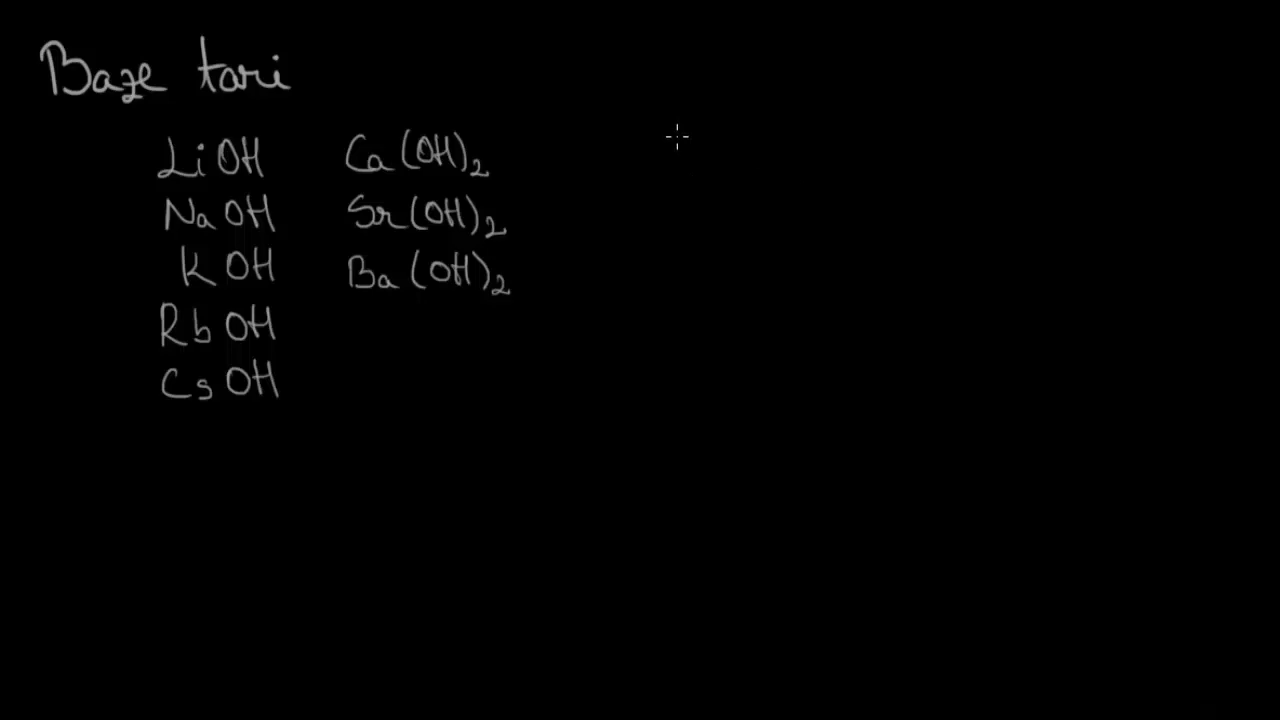 Baze tari
LiOH Ca(OH)2
NaOH Sr(OH)2
KOH Ba(OH)2
RbOH
CsOH